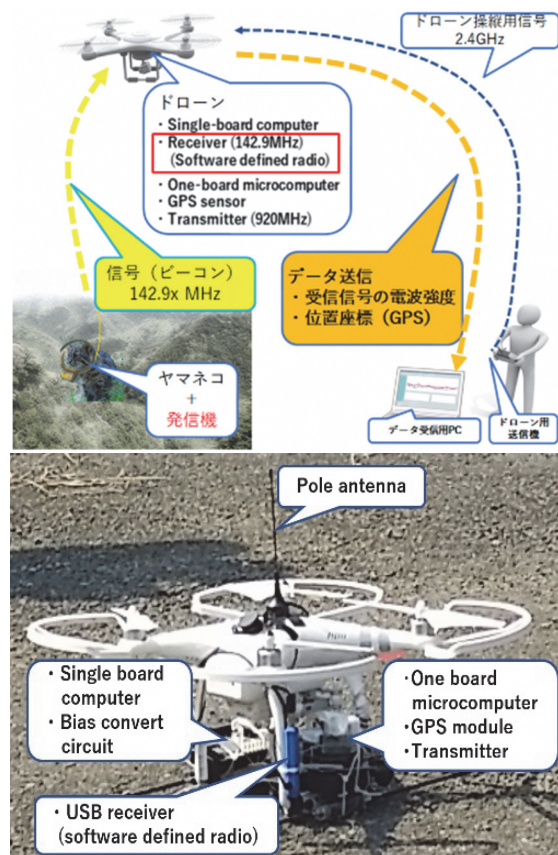 ドローン操縦用信号
2.4GHz
ドローン
・Single-board computer
・Receiver (142.9MHz)
(Software defined radio)
・One-board microcomputer
・GPS sensor
・Transmitter (920MHz)
信号（ビーコン）
142.9x MHz
データ送信
・受信信号の電波強度
・位置座標（GPS）
ヤマネコ
+
発信機
データ受信用PC
ドローン用
送信機
Pole antenna
・Single board
computer
・Bias convert
circuit
・One board
microcomputer
・GPS module
・Transmitter
・USB receiver
(software defined radio)